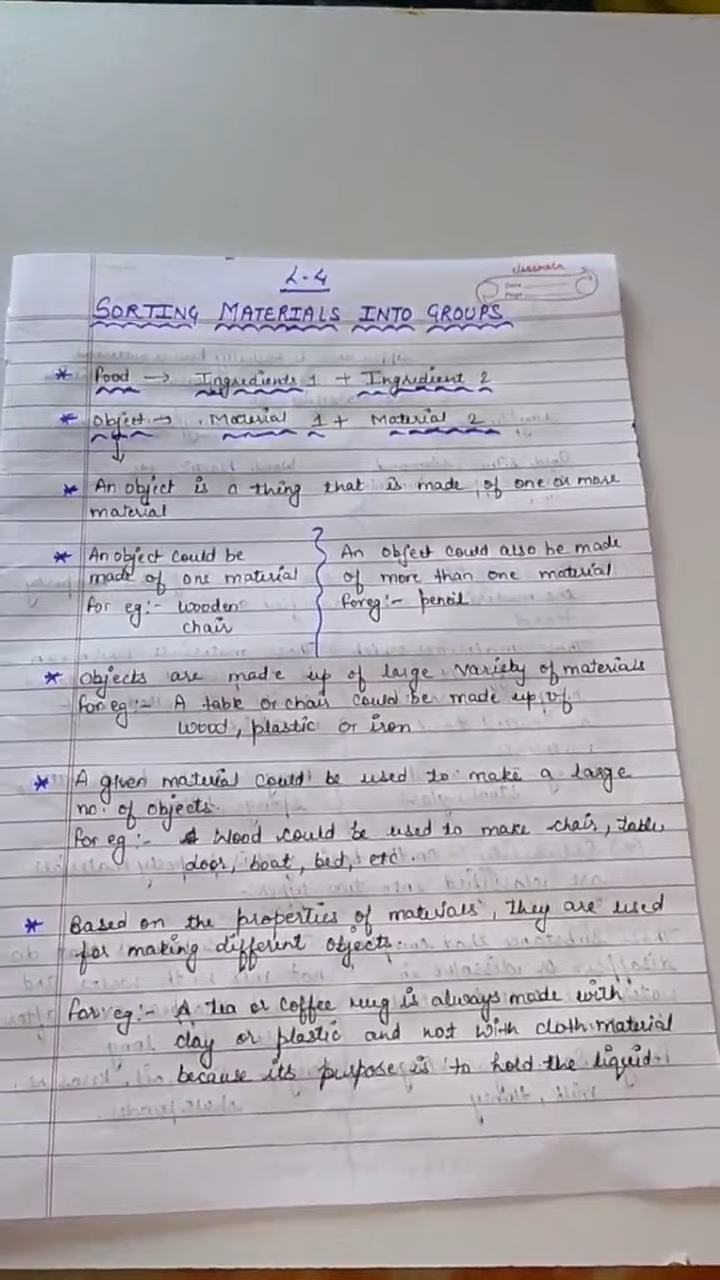 L-4
classmate
Date
Page
SORTING MATERIALS INTO GROUPS
* Food → Ingredients 1 + Ingredient 2
* Object → Material 1 + Material 2
* An object is a thing that is made of one or more
material
* An object could be
made of one material
for eg:- wooden
chair
An object could also be made
of more than one material
for eg:- pencil
* Objects are made up of large variety of materials
for eg:- A table or chair could be made up of
wood, plastic or iron
* A given material could be used to make a large
no. of objects.
for eg:- Wood could be used to make chair, table,
door, boat, bed, etc.
* Based on the properties of materials, they are used
for making different objects.
for eg:- A tea or coffee mug is always made with
clay or plastic and not with cloth material
because its purpose is to hold the liquid.